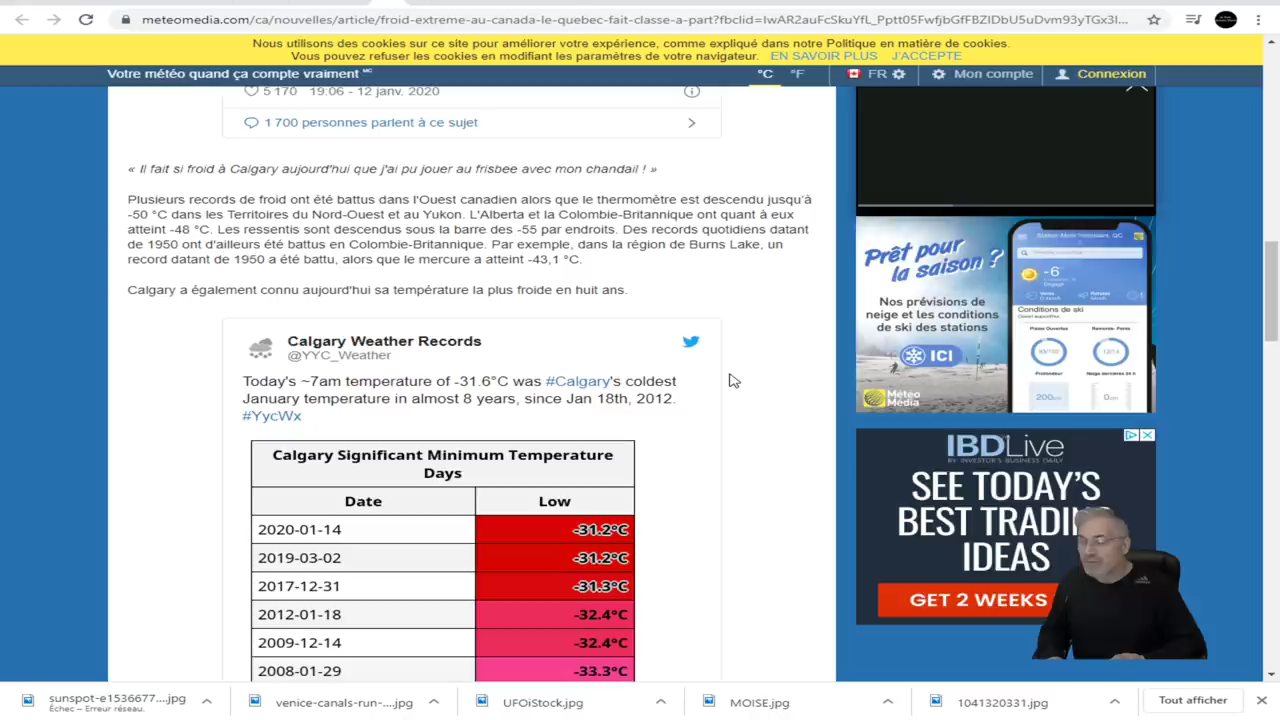 meteomedia.com/ca/nouvelles/article/froid-extreme-au-canada-le-quebec-fait-classe-a-part?fbclid=
Nous utilisons des cookies sur ce site pour améliorer votre expérience, comme expliqué dans notre Politique en matière de cookies.
Vous pouvez refuser les cookies en modifiant les paramètres de votre navigateur. EN SAVOIR PLUS J'ACCEPTE
Votre météo quand ça compte vraiment MC
°C °F FR Mon compte Connexion
5 170 19:06 - 12 janv. 2020
1 700 personnes parlent à ce sujet
« Il fait si froid à Calgary aujourd'hui que j'ai pu jouer au frisbee avec mon chandail ! »
Plusieurs records de froid ont été battus dans l'Ouest canadien alors que le thermomètre est descendu jusqu'à
-50 °C dans les Territoires du Nord-Ouest et au Yukon. L'Alberta et la Colombie-Britannique ont quant à eux
atteint -48 °C. Les ressentis sont descendus sous la barre des -55 par endroits. Des records quotidiens datant
de 1950 ont d'ailleurs été battus en Colombie-Britannique. Par exemple, dans la région de Burns Lake, un
record datant de 1950 a été battu, alors que le mercure a atteint -43,1 °C.
Calgary a également connu aujourd'hui sa température la plus froide en huit ans.
Calgary Weather Records
@YYC_Weather
Today's ~7am temperature of -31.6°C was #Calgary's coldest
January temperature in almost 8 years, since Jan 18th, 2012.
#YycWx
Calgary Significant Minimum Temperature
Days
Date Low
2020-01-14 -31.2°C
2019-03-02 -31.2°C
2017-12-31 -31.3°C
2012-01-18 -32.4°C
2009-12-14 -32.4°C
2008-01-29 -33.3°C
Prêt pour
la saison ?
Nos prévisions de
neige et les conditions
de ski des stations
ICI
Météo
Média
-6
Conditions de ski
200cm
0cm
IBDLive
BY INVESTOR'S BUSINESS DAILY
SEE TODAY'S
BEST TRADING
IDEAS
GET 2 WEEKS
sunspot-e1536677....jpg
Échec – Erreur réseau.
venice-canals-run-....jpg
UFOiStock.jpg
MOISE.jpg
1041320331.jpg
Tout afficher